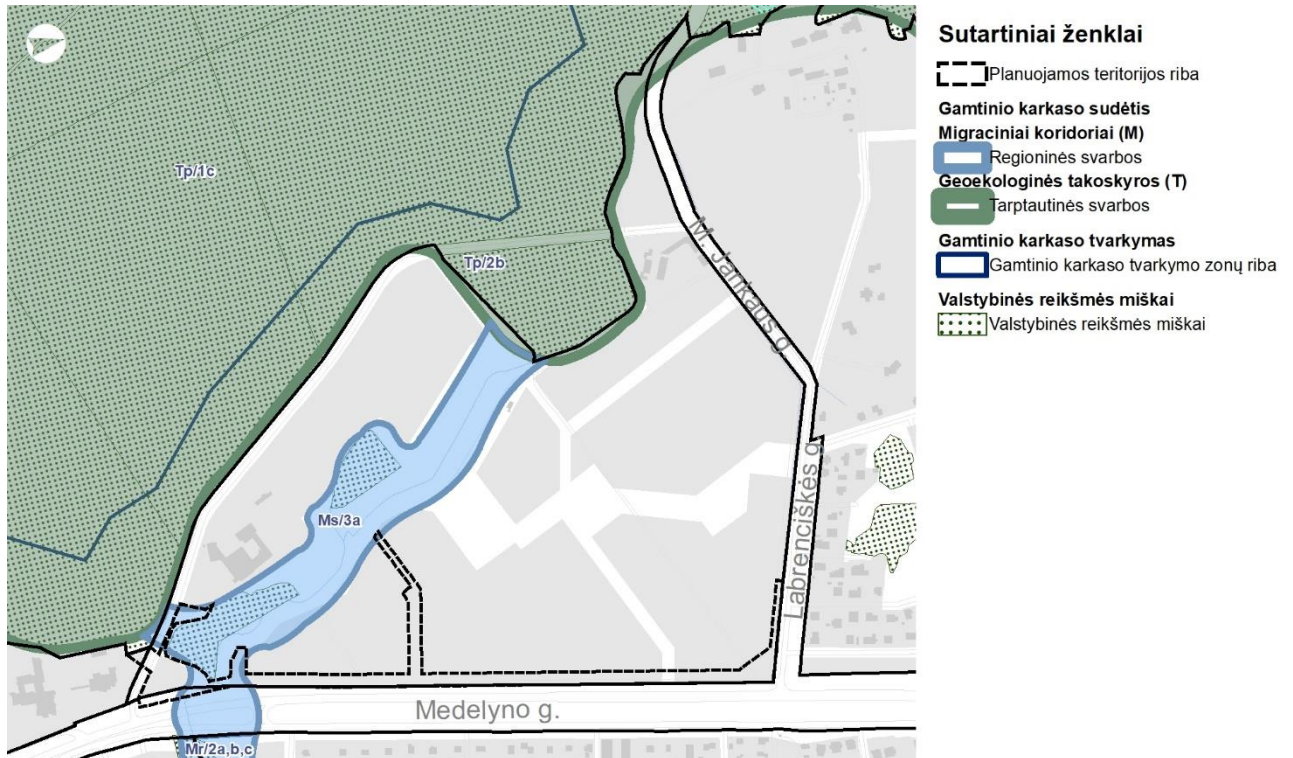 Tp/1c
Tp/2b
M. Jankaus g.
Ms/3a
Labrenciškės g.
Medelyno g.
Mr/2a,b,c
Sutartiniai ženklai
Planuojamos teritorijos riba
Gamtinio karkaso sudėtis
Migraciniai koridoriai (M)
Regioninės svarbos
Geoekologinės takoskyros (T)
Tarptautinės svarbos
Gamtinio karkaso tvarkymas
Gamtinio karkaso tvarkymo zonų riba
Valstybinės reikšmės miškai
Valstybinės reikšmės miškai